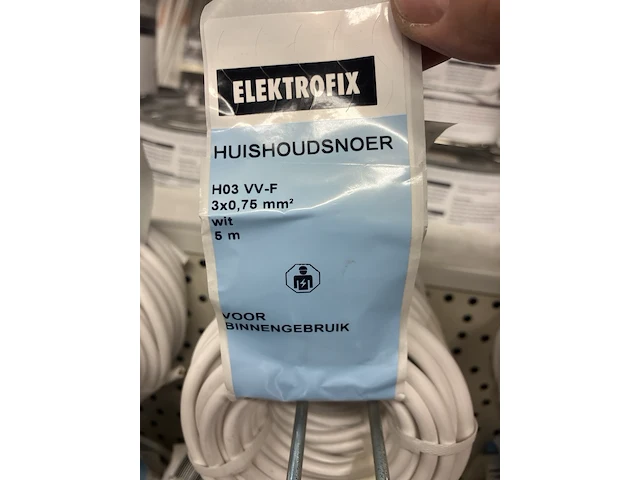 ELEKTROFIX
HUISHOUDSNOER
H03 VV-F
3x0,75 mm²
wit
5 m
VOOR
BINNENGEBRUIK